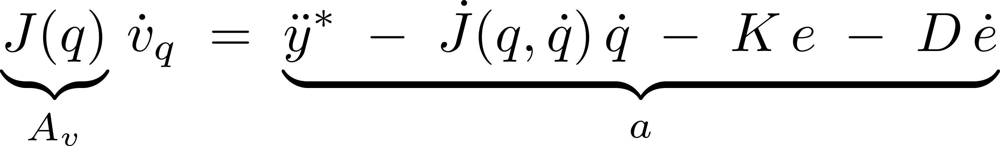 J(q) v̇_q = ÿ* − J̇(q, q̇) q̇ − K e − D ė
A_v a